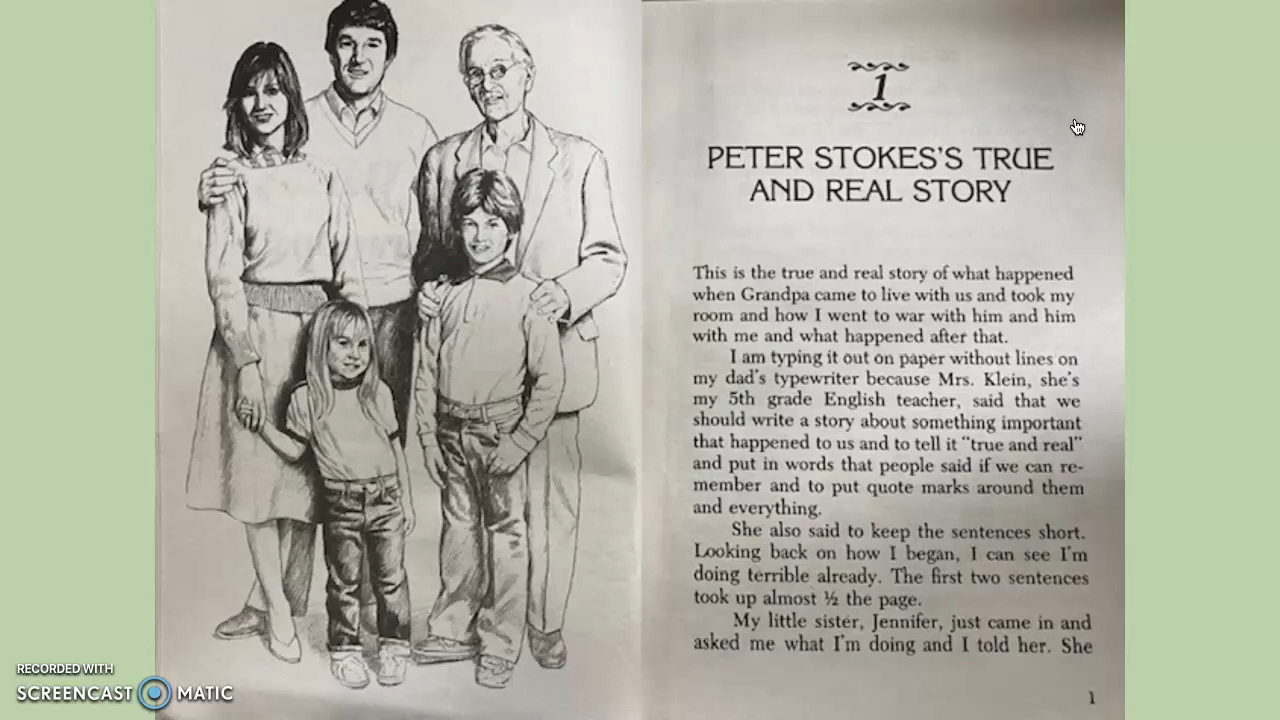 1
PETER STOKES'S TRUE
AND REAL STORY
This is the true and real story of what happened
when Grandpa came to live with us and took my
room and how I went to war with him and him
with me and what happened after that.
I am typing it out on paper without lines on
my dad's typewriter because Mrs. Klein, she's
my 5th grade English teacher, said that we
should write a story about something important
that happened to us and to tell it "true and real"
and put in words that people said if we can re-
member and to put quote marks around them
and everything.
She also said to keep the sentences short.
Looking back on how I began, I can see I'm
doing terrible already. The first two sentences
took up almost ½ the page.
My little sister, Jennifer, just came in and
asked me what I'm doing and I told her. She
1
RECORDED WITH
SCREENCAST MATIC